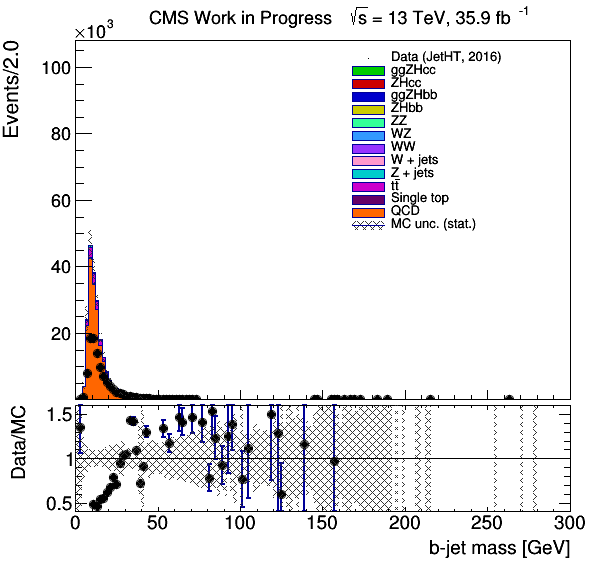 CMS Work in Progress √s = 13 TeV, 35.9 fb⁻¹
×10³
Events/2.0
100
80
60
40
20
Data (JetHT, 2016)
ggZHcc
ZHcc
ggZHbb
ZHbb
ZZ
WZ
WW
W + jets
Z + jets
tt̄
Single top
QCD
MC unc. (stat.)
Data/MC
1.5
1
0.5
0 50 100 150 200 250 300
b-jet mass [GeV]